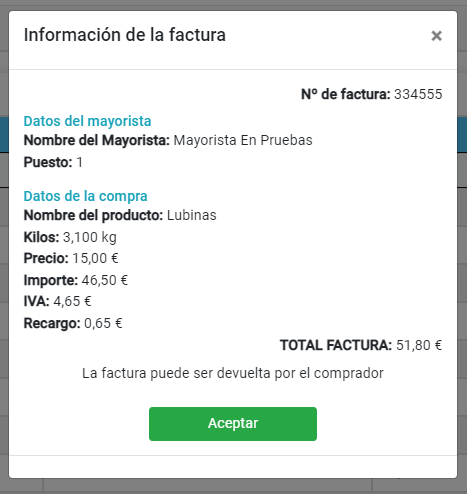 Información de la factura ×
Nº de factura: 334555
Datos del mayorista
Nombre del Mayorista: Mayorista En Pruebas
Puesto: 1
Datos de la compra
Nombre del producto: Lubinas
Kilos: 3,100 kg
Precio: 15,00 €
Importe: 46,50 €
IVA: 4,65 €
Recargo: 0,65 €
TOTAL FACTURA: 51,80 €
La factura puede ser devuelta por el comprador
Aceptar